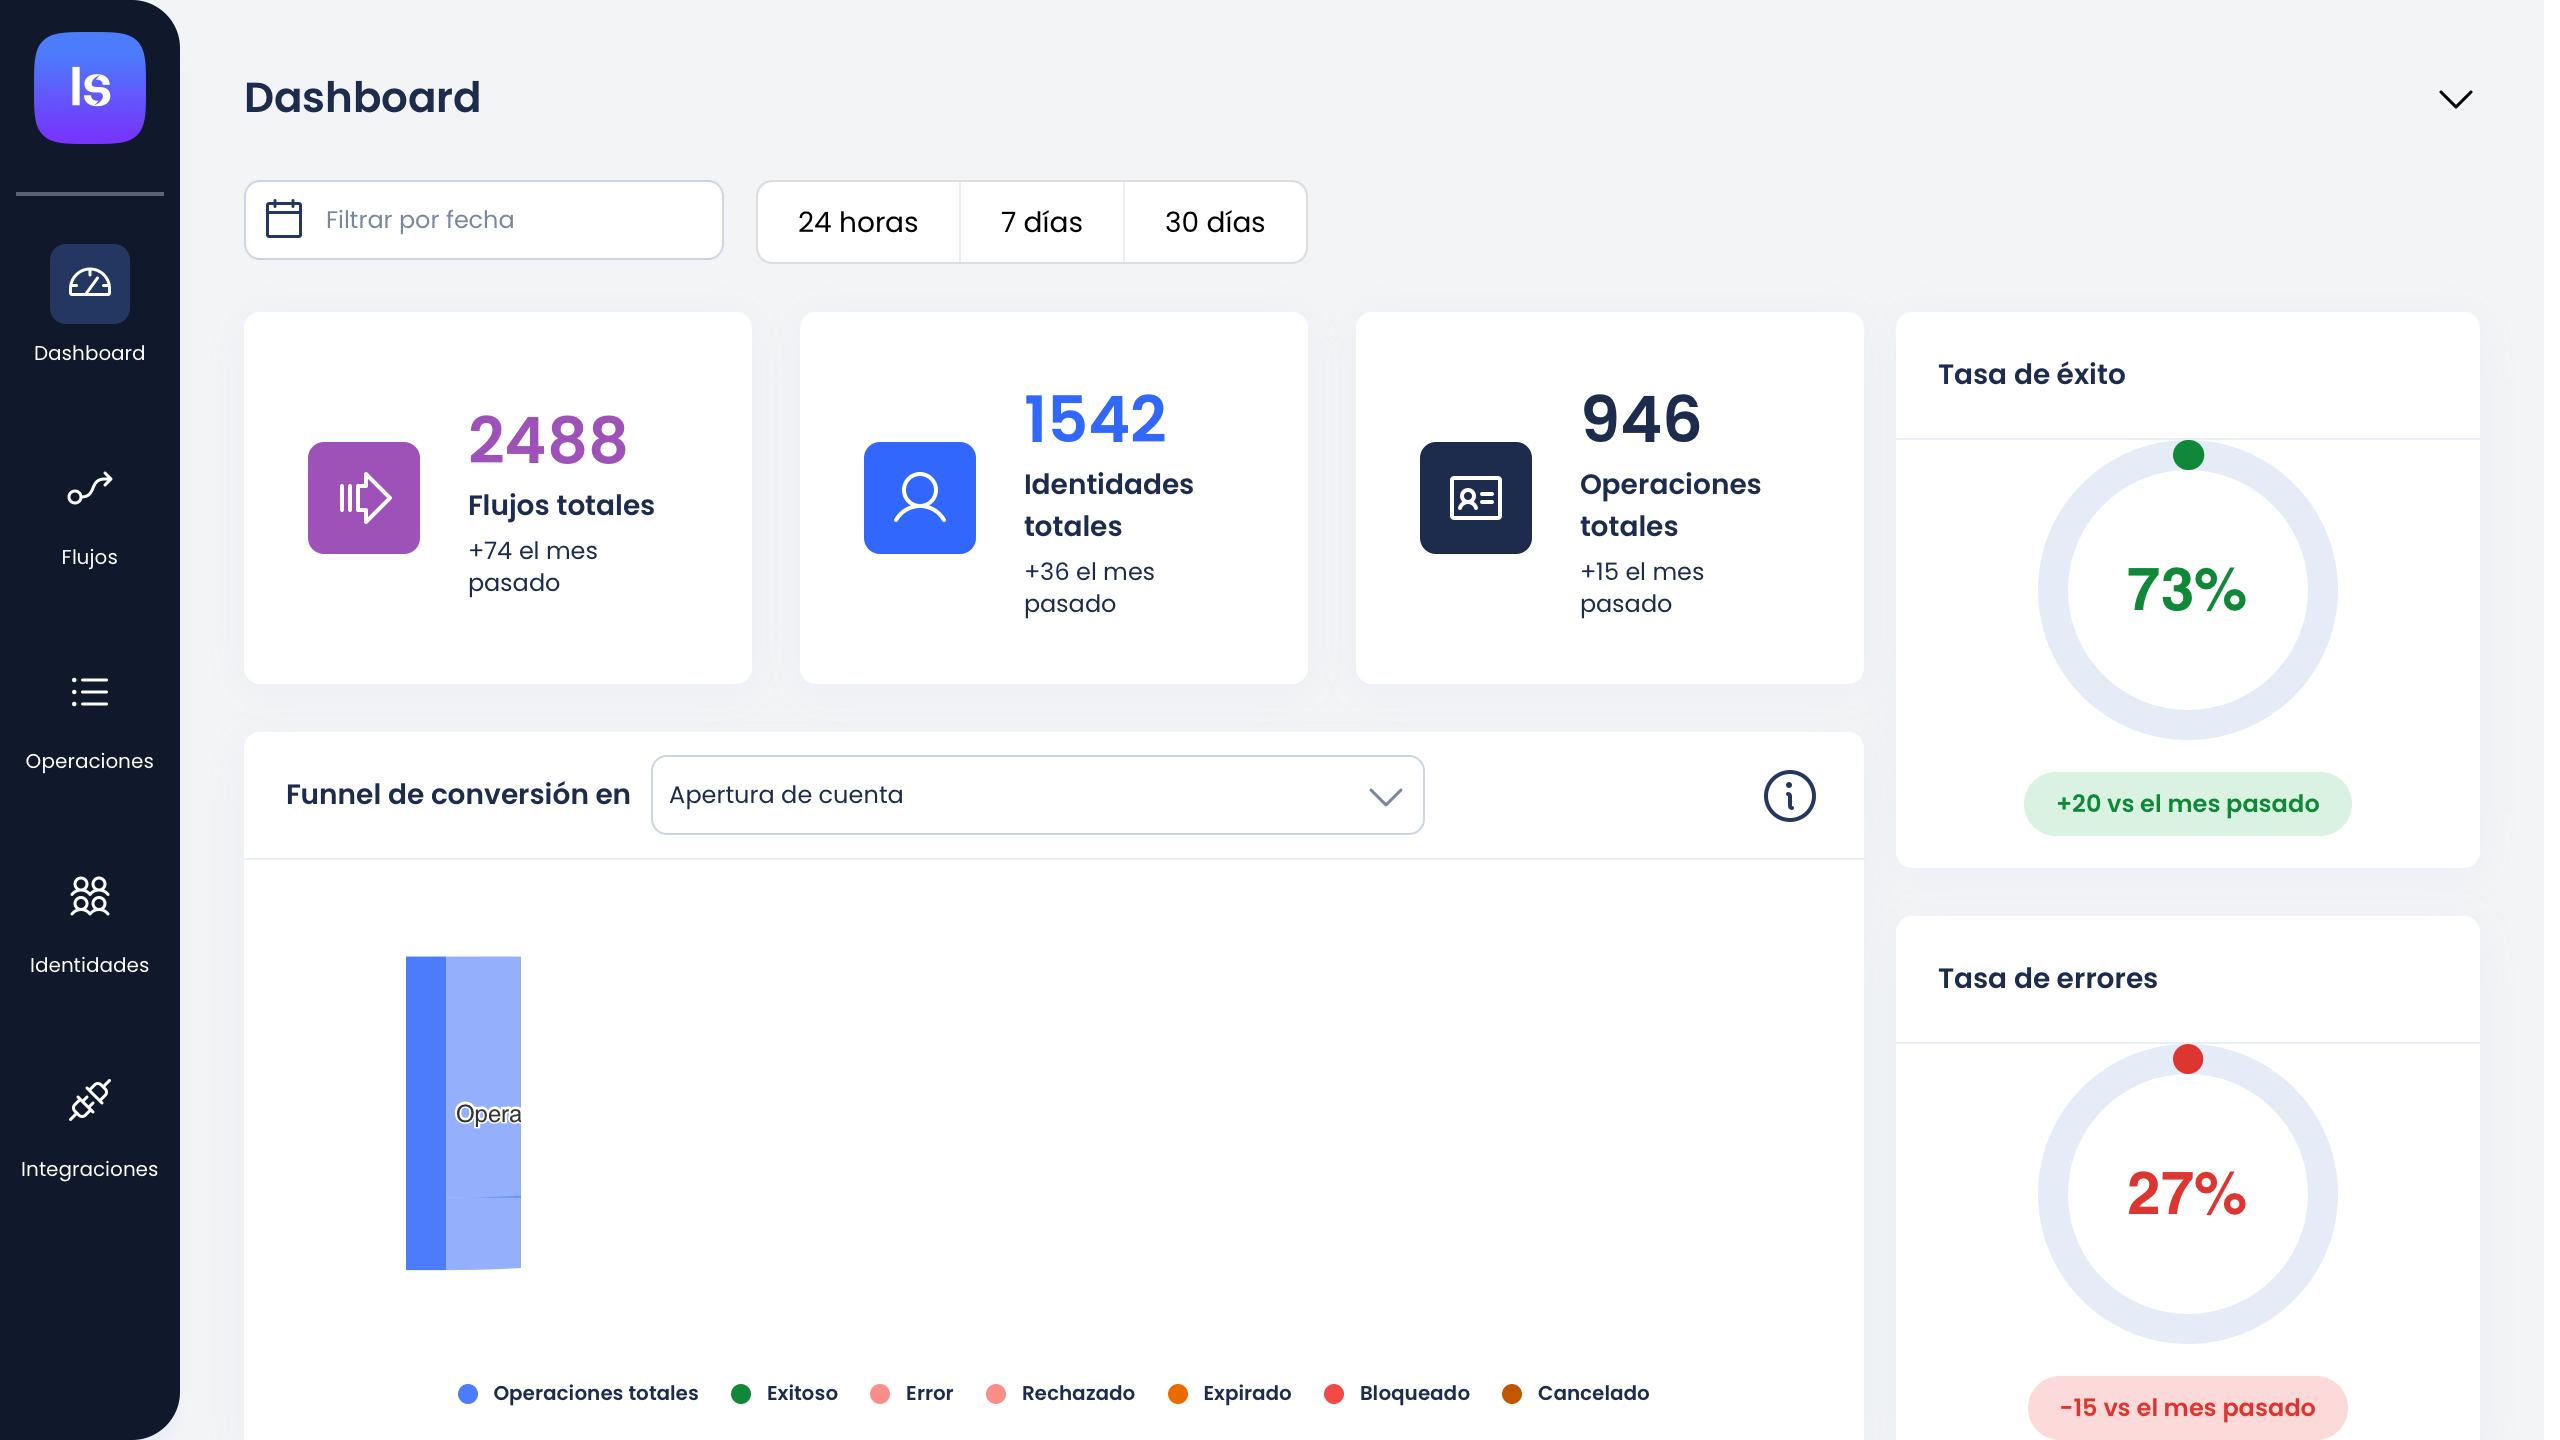 Is
Dashboard
Flujos
Operaciones
Identidades
Integraciones
Dashboard
Filtrar por fecha
24 horas
7 días
30 días
2488
Flujos totales
+74 el mes
pasado
1542
Identidades
totales
+36 el mes
pasado
946
Operaciones
totales
+15 el mes
pasado
Tasa de éxito
73%
+20 vs el mes pasado
Funnel de conversión en
Apertura de cuenta
Opera
Operaciones totales
Exitoso
Error
Rechazado
Expirado
Bloqueado
Cancelado
Tasa de errores
27%
-15 vs el mes pasado